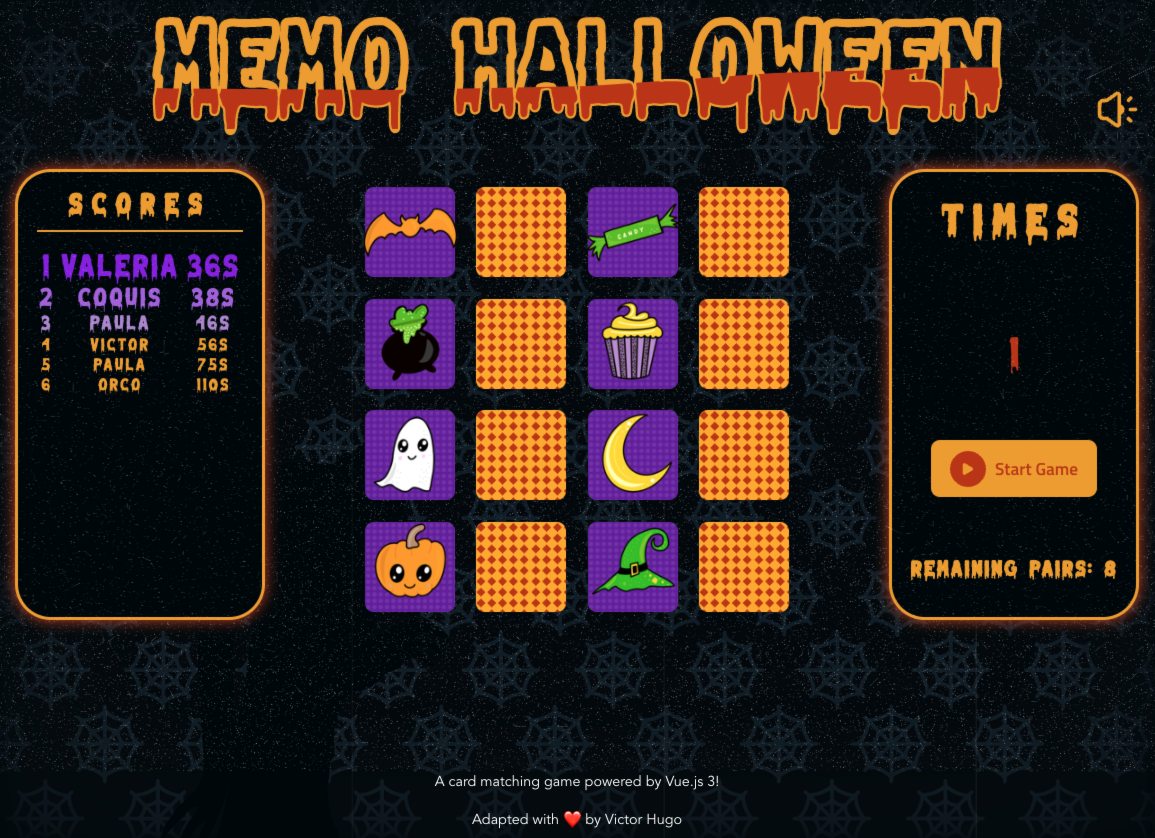 MEMO HALLOWEEN
SCORES
1 VALERIA 36S
2 COQUIS 38S
3 PAULA 46S
4 VICTOR 56S
5 PAULA 75S
6 ORCO 110S
CANDY
TIMES
1
Start Game
REMAINING PAIRS: 8
A card matching game powered by Vue.js 3!
Adapted with ❤️ by Victor Hugo